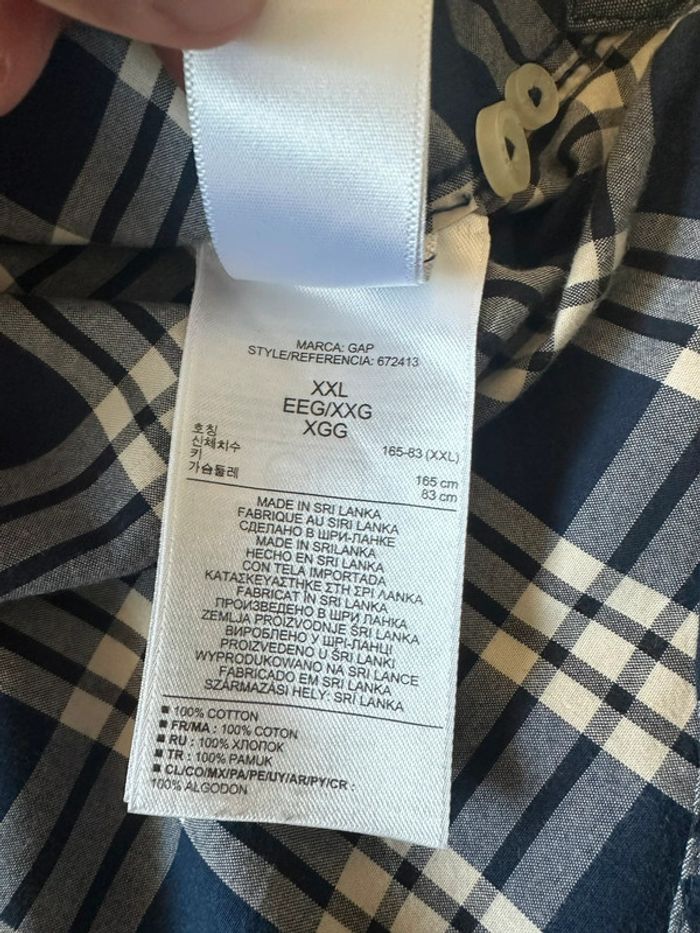 MARCA: GAP
STYLE/REFERENCIA: 672413
XXL
EEG/XXG
XGG
호칭
신체치수 165-83 (XXL)
키 165 cm
가슴둘레 83 cm
MADE IN SRI LANKA
FABRIQUE AU SIRI LANKA
СДЕЛАНО В ШРИ-ЛАНКЕ
MADE IN SRILANKA
HECHO EN SRI LANKA
CON TELA IMPORTADA
ΚΑΤΑΣΚΕΥΑΣΤΗΚΕ ΣΤΗ ΣΡΙ ΛΑΝΚΑ
FABRICAT ÎN SRI LANKA
ПРОИЗВЕДЕНО В ШРИ ЛАНКА
ZEMLJA PROIZVODNJE ŠRI LANKA
ВИРОБЛЕНО У ШРІ-ЛАНЦІ
PROIZVEDENO U ŠRI LANKI
WYPRODUKOWANO NA SRI LANCE
FABRICADO EM SRI LANKA
SZÁRMAZÁSI HELY: SRÍ LANKA
■ 100% COTTON
■ FR/MA : 100% COTON
■ RU : 100% ХЛОПОК
■ TR : 100% PAMUK
■ CL/CO/MX/PA/PE/UY/AR/PY/CR :
100% ALGODON